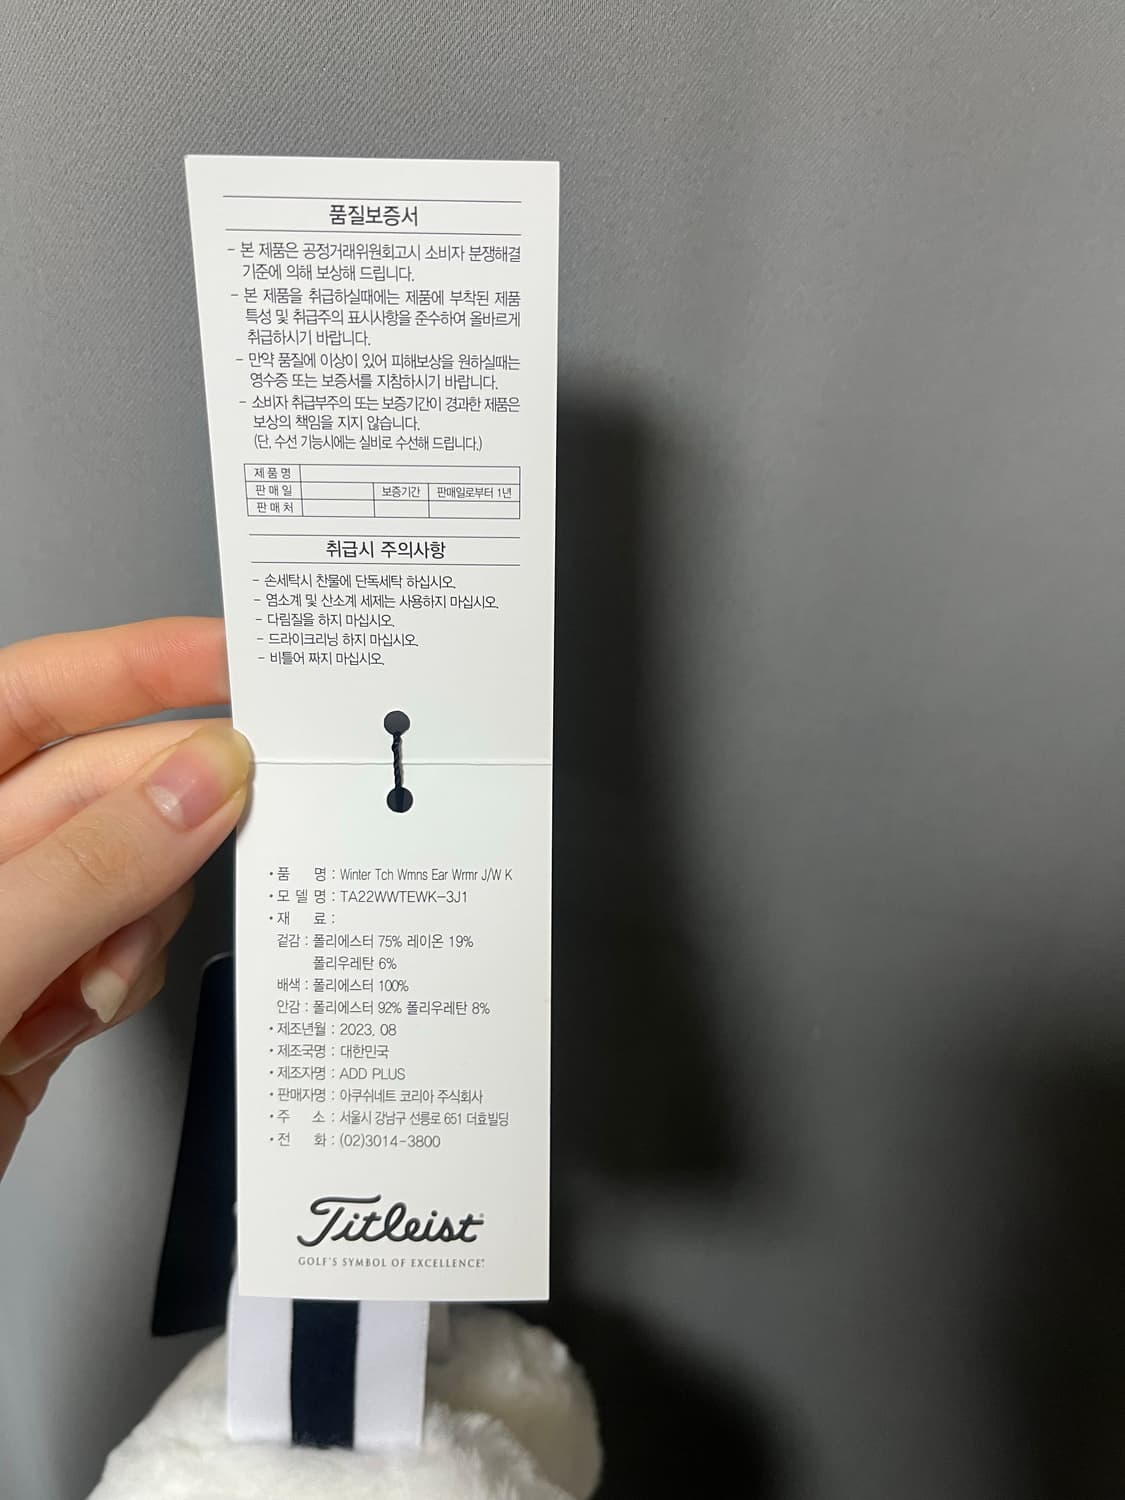 품질보증서
- 본 제품은 공정거래위원회고시 소비자 분쟁해결
기준에 의해 보상해 드립니다.
- 본 제품을 취급하실때에는 제품에 부착된 제품
특성 및 취급주의 표시사항을 준수하여 올바르게
취급하시기 바랍니다.
- 만약 품질에 이상이 있어 피해보상을 원하실때는
영수증 또는 보증서를 지참하시기 바랍니다.
- 소비자 취급부주의 또는 보증기간이 경과한 제품은
보상의 책임을 지지 않습니다.
(단, 수선 가능시에는 실비로 수선해 드립니다.)
제품명
판매일 보증기간 판매일로부터 1년
판매처
취급시 주의사항
- 손세탁시 찬물에 단독세탁 하십시오.
- 염소계 및 산소계 세제는 사용하지 마십시오.
- 다림질을 하지 마십시오.
- 드라이크리닝 하지 마십시오.
- 비틀어 짜지 마십시오.
• 품 명 : Winter Tch Wmns Ear Wrmr J/W K
• 모델명 : TA22WWTEWK-3J1
• 재 료 :
겉감 : 폴리에스터 75% 레이온 19%
폴리우레탄 6%
배색 : 폴리에스터 100%
안감 : 폴리에스터 92% 폴리우레탄 8%
• 제조년월 : 2023. 08
• 제조국명 : 대한민국
• 제조자명 : ADD PLUS
• 판매자명 : 아쿠쉬네트 코리아 주식회사
• 주 소 : 서울시 강남구 선릉로 651 더효빌딩
• 전 화 : (02)3014-3800
Titleist
GOLF'S SYMBOL OF EXCELLENCE